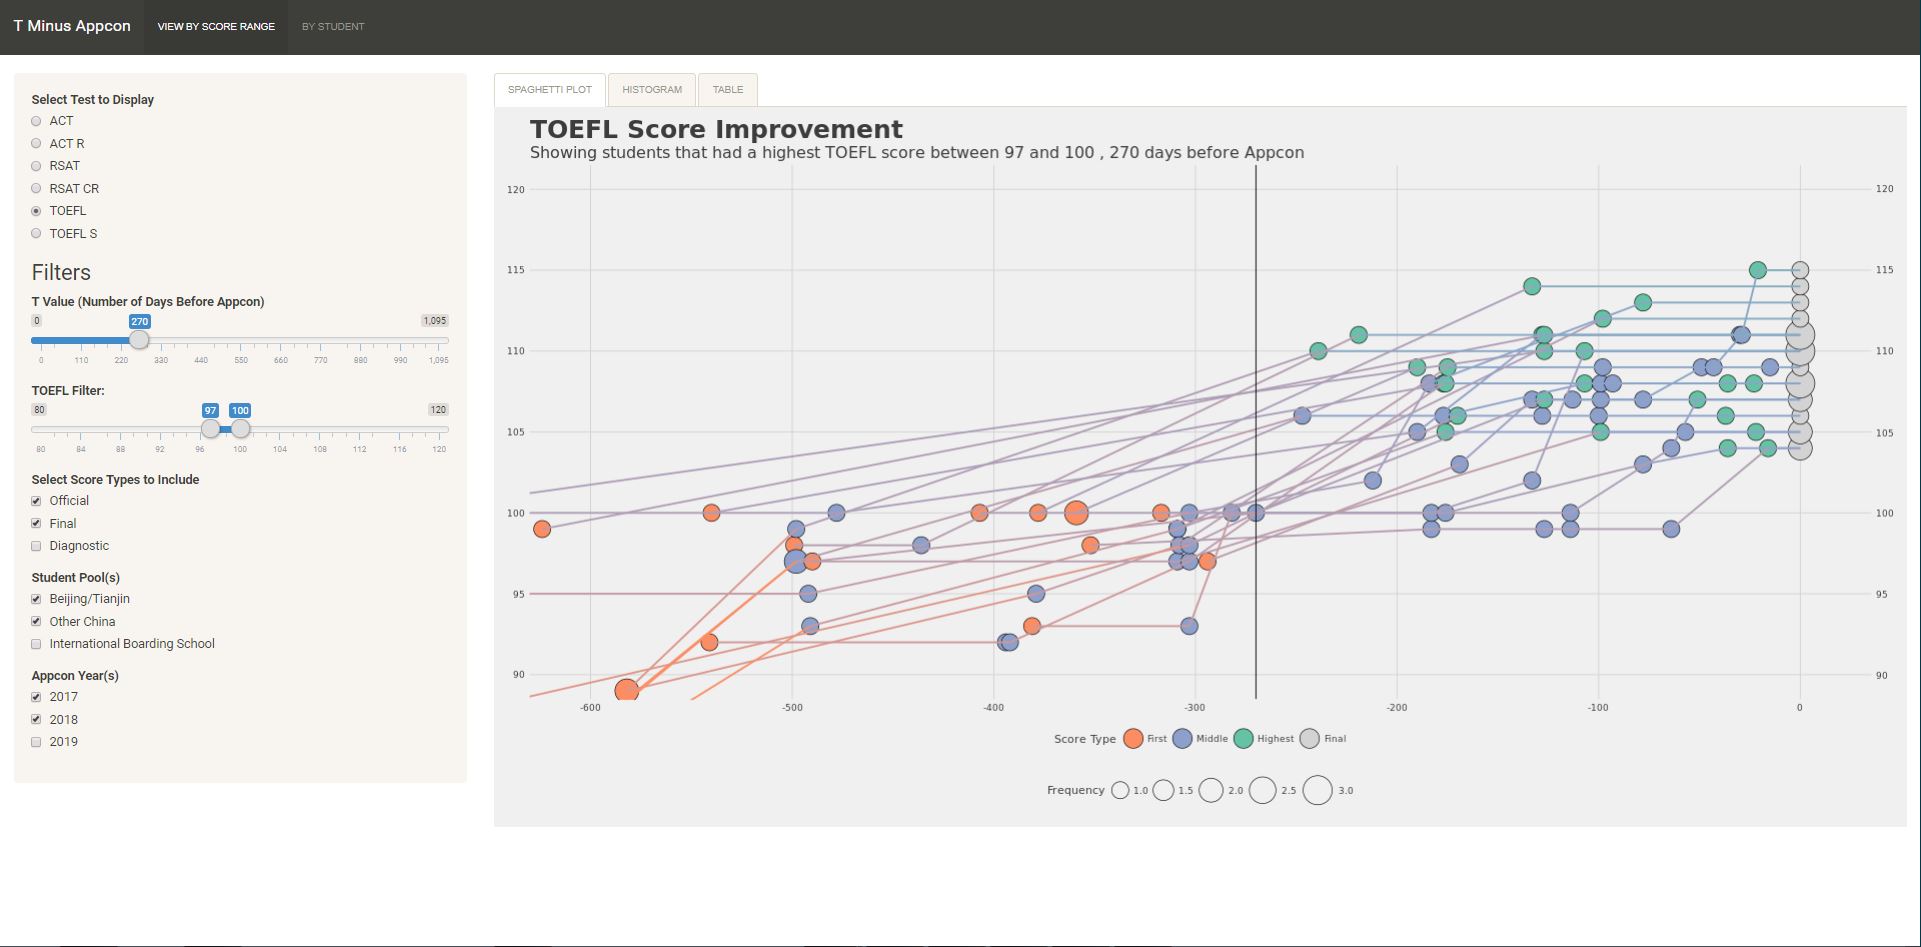 T Minus Appcon VIEW BY SCORE RANGE BY STUDENT
Select Test to Display
ACT
ACT R
RSAT
RSAT CR
TOEFL
TOEFL S
Filters
T Value (Number of Days Before Appcon)
0 270 1,095
0 110 220 330 440 550 660 770 880 990 1,095
TOEFL Filter:
80 97 100 120
80 84 88 92 96 100 104 108 112 116 120
Select Score Types to Include
Official
Final
Diagnostic
Student Pool(s)
Beijing/Tianjin
Other China
International Boarding School
Appcon Year(s)
2017
2018
2019
SPAGHETTI PLOT HISTOGRAM TABLE
TOEFL Score Improvement
Showing students that had a highest TOEFL score between 97 and 100 , 270 days before Appcon
120 120
115 115
110 110
105 105
100 100
95 95
90 90
-600 -500 -400 -300 -200 -100 0
Score Type First Middle Highest Final
Frequency 1.0 1.5 2.0 2.5 3.0